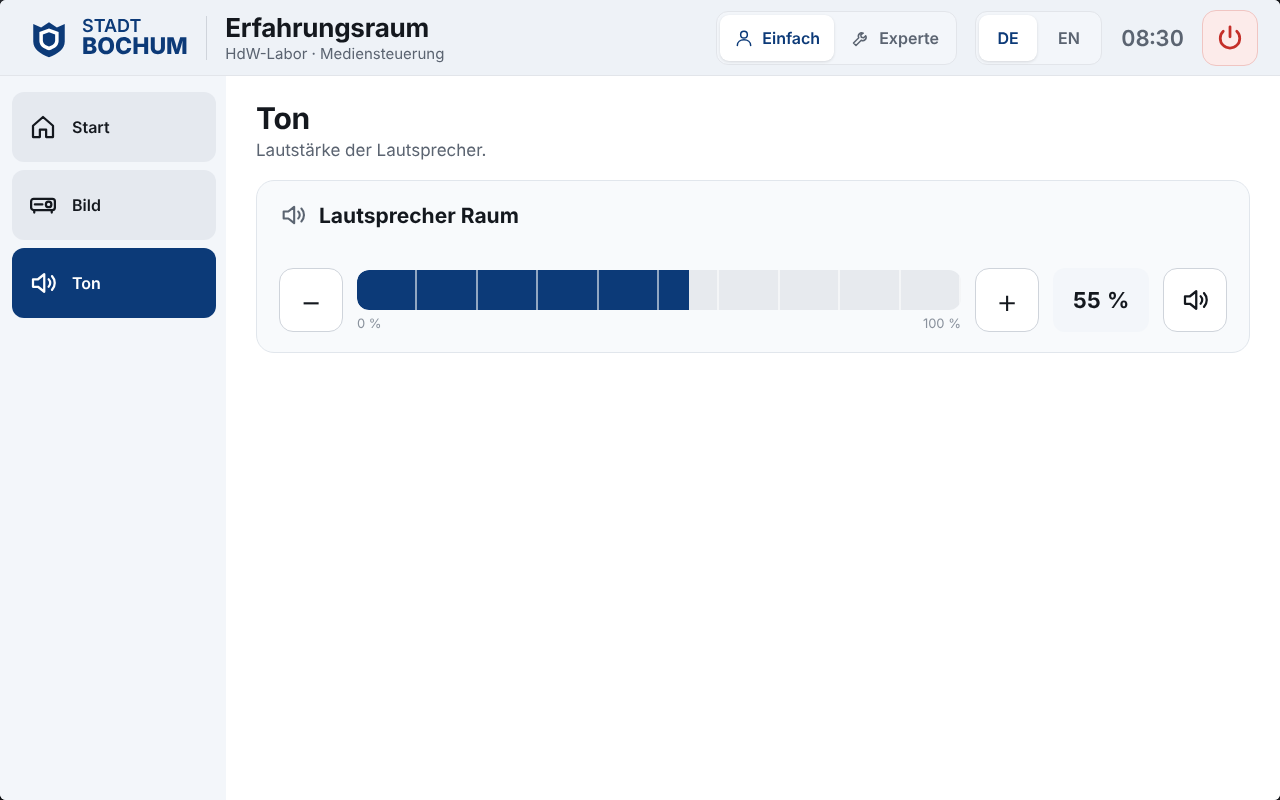 STADT
BOCHUM
Erfahrungsraum
HdW-Labor · Mediensteuerung
Einfach
Experte
DE
EN
08:30
Start
Bild
Ton
Ton
Lautstärke der Lautsprecher.
Lautsprecher Raum
−
+
55 %
0 %
100 %